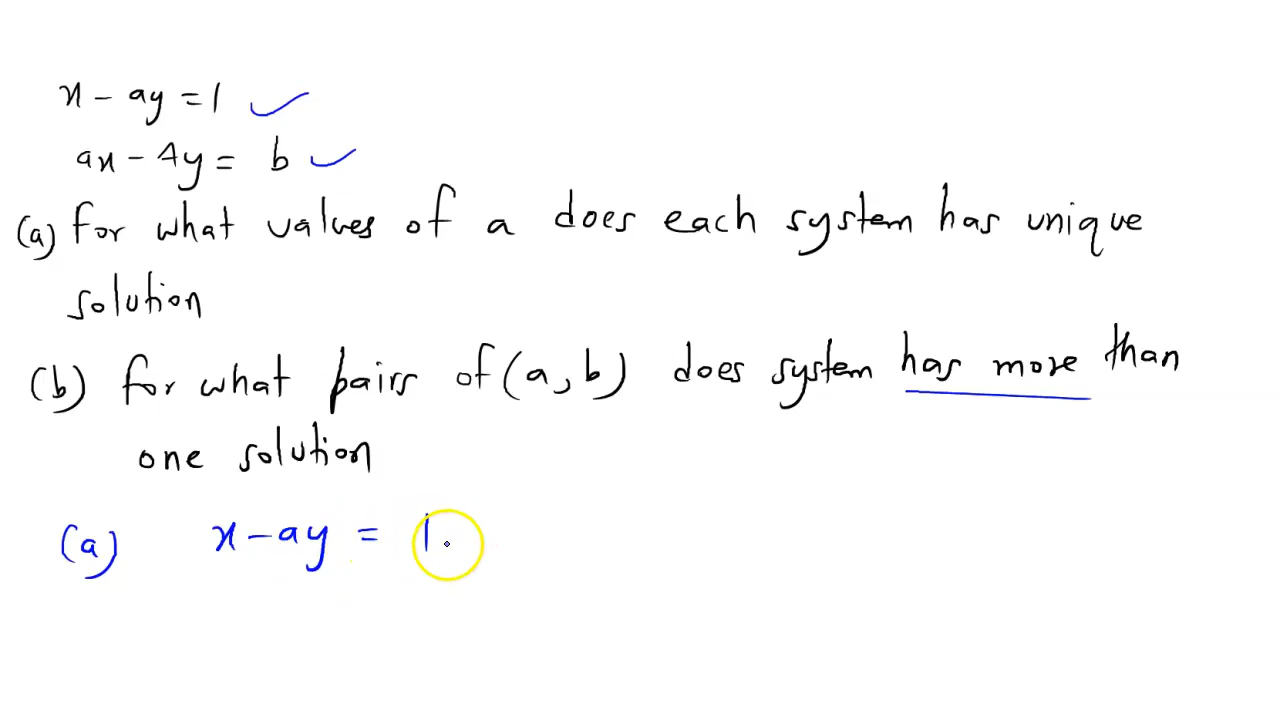 x - ay = 1
ax - 4y = b
(a) for what values of a does each system has unique
solution
(b) for what pairs of (a, b) does system has more than
one solution
(a) x - ay = 1